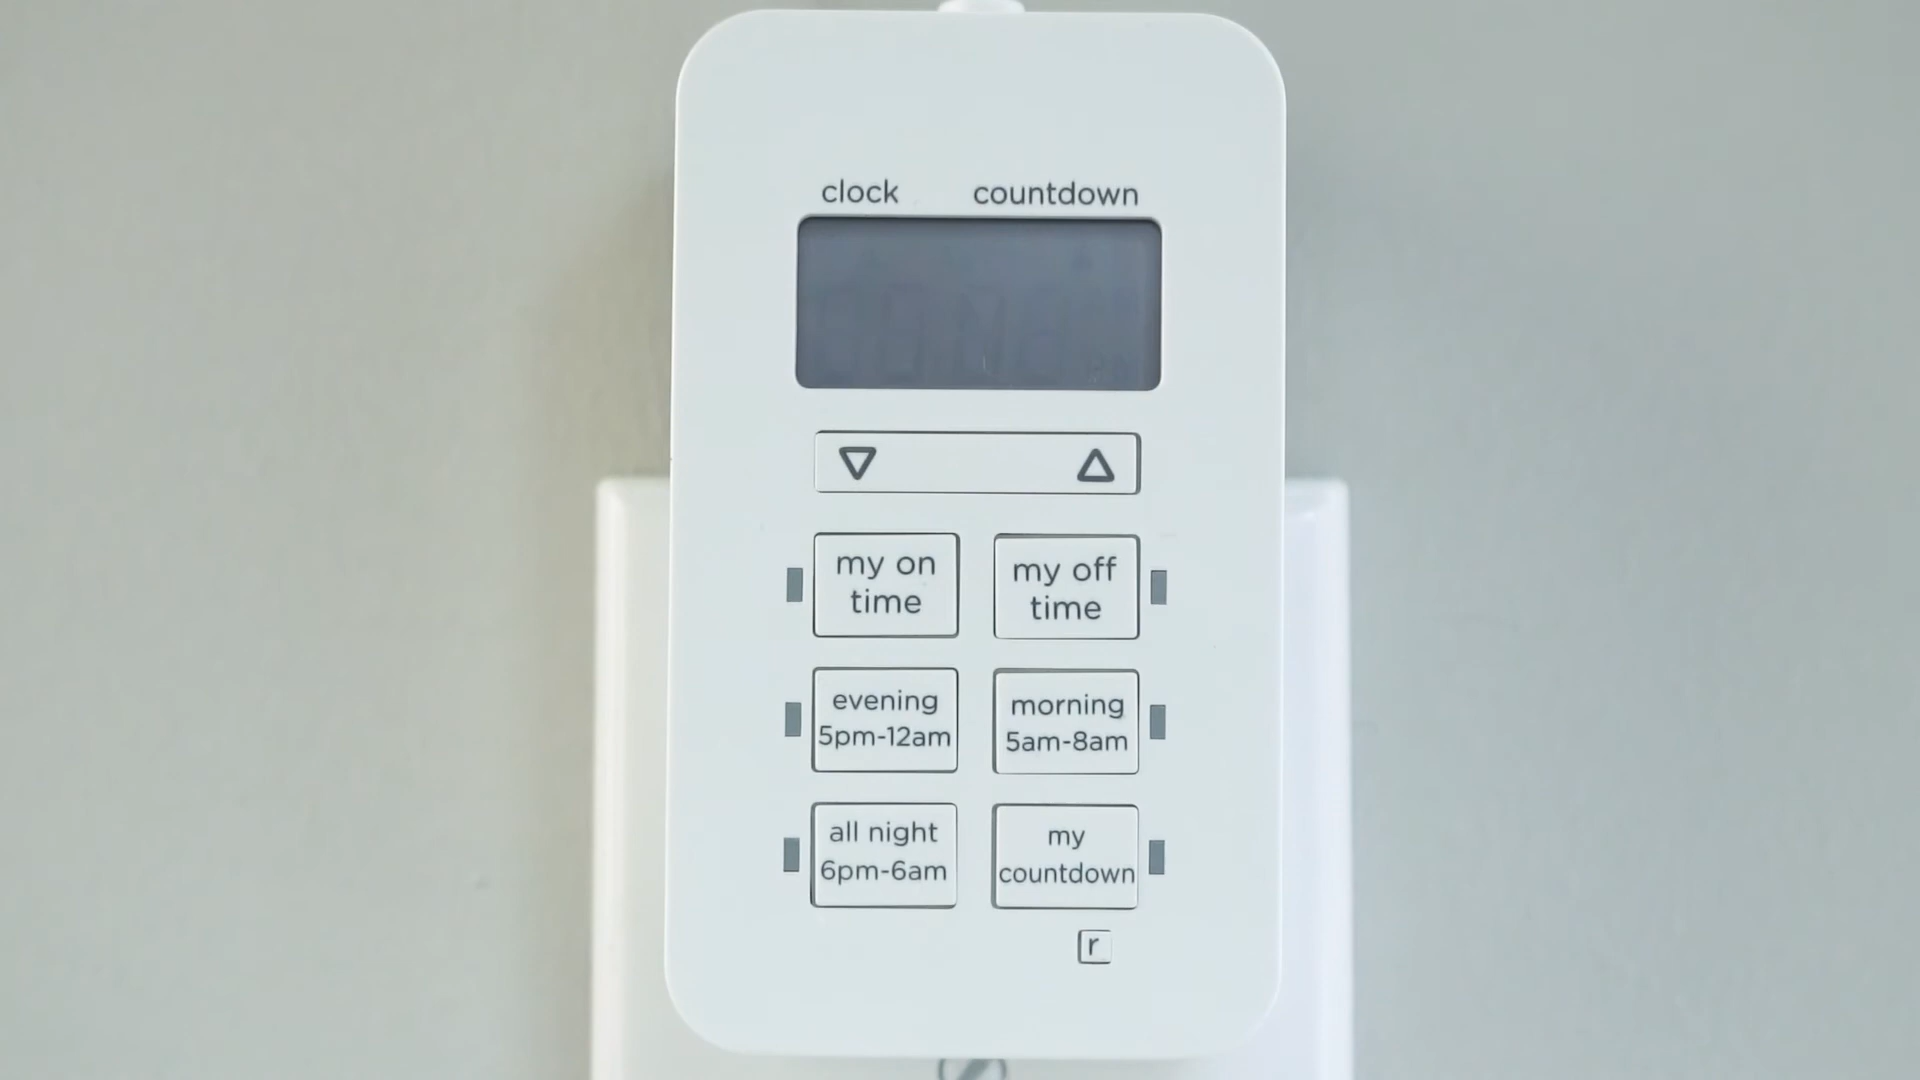 clock countdown
my on
time
my off
time
evening
5pm-12am
morning
5am-8am
all night
6pm-6am
my
countdown
r